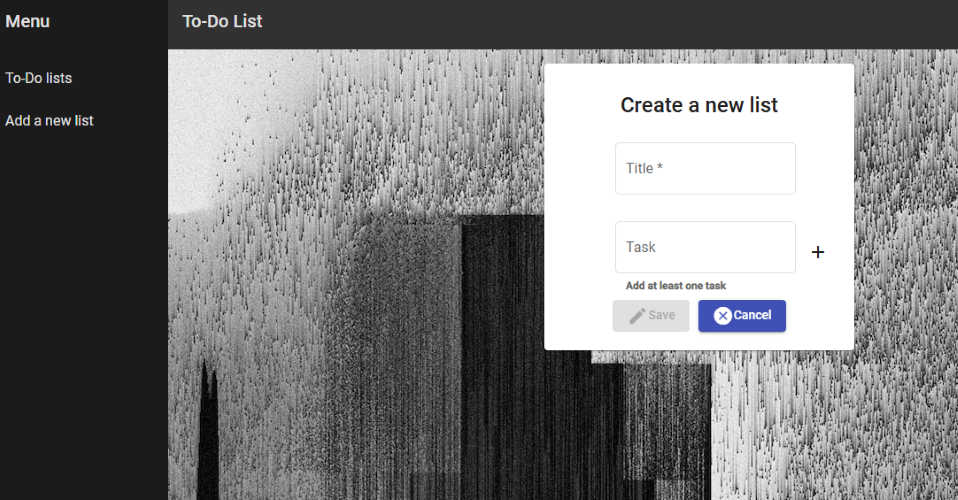 Menu
To-Do List
To-Do lists
Add a new list
Create a new list
Title *
Task
+
Add at least one task
Save
Cancel